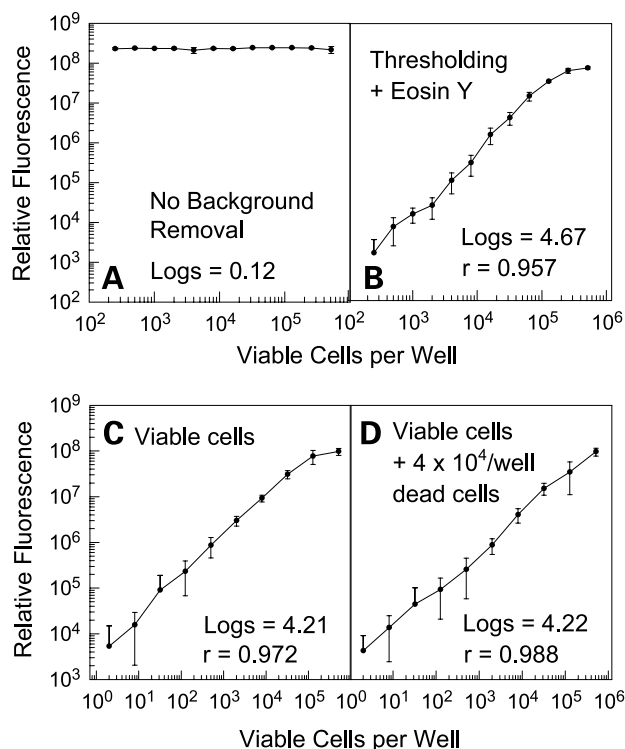 10^9
10^8
10^7
10^6
10^5
10^4
10^3
10^2
Relative Fluorescence
No Background
Removal
A Logs = 0.12
Thresholding
+ Eosin Y
Logs = 4.67
B r = 0.957
10^2 10^3 10^4 10^5 10^2 10^3 10^4 10^5 10^6
Viable Cells per Well
10^9
10^8
10^7
10^6
10^5
10^4
10^3
Relative Fluorescence
C Viable cells
Logs = 4.21
r = 0.972
D Viable cells
+ 4 x 10^4/well
dead cells
Logs = 4.22
r = 0.988
10^0 10^1 10^2 10^3 10^4 10^5 10^0 10^1 10^2 10^3 10^4 10^5 10^6
Viable Cells per Well